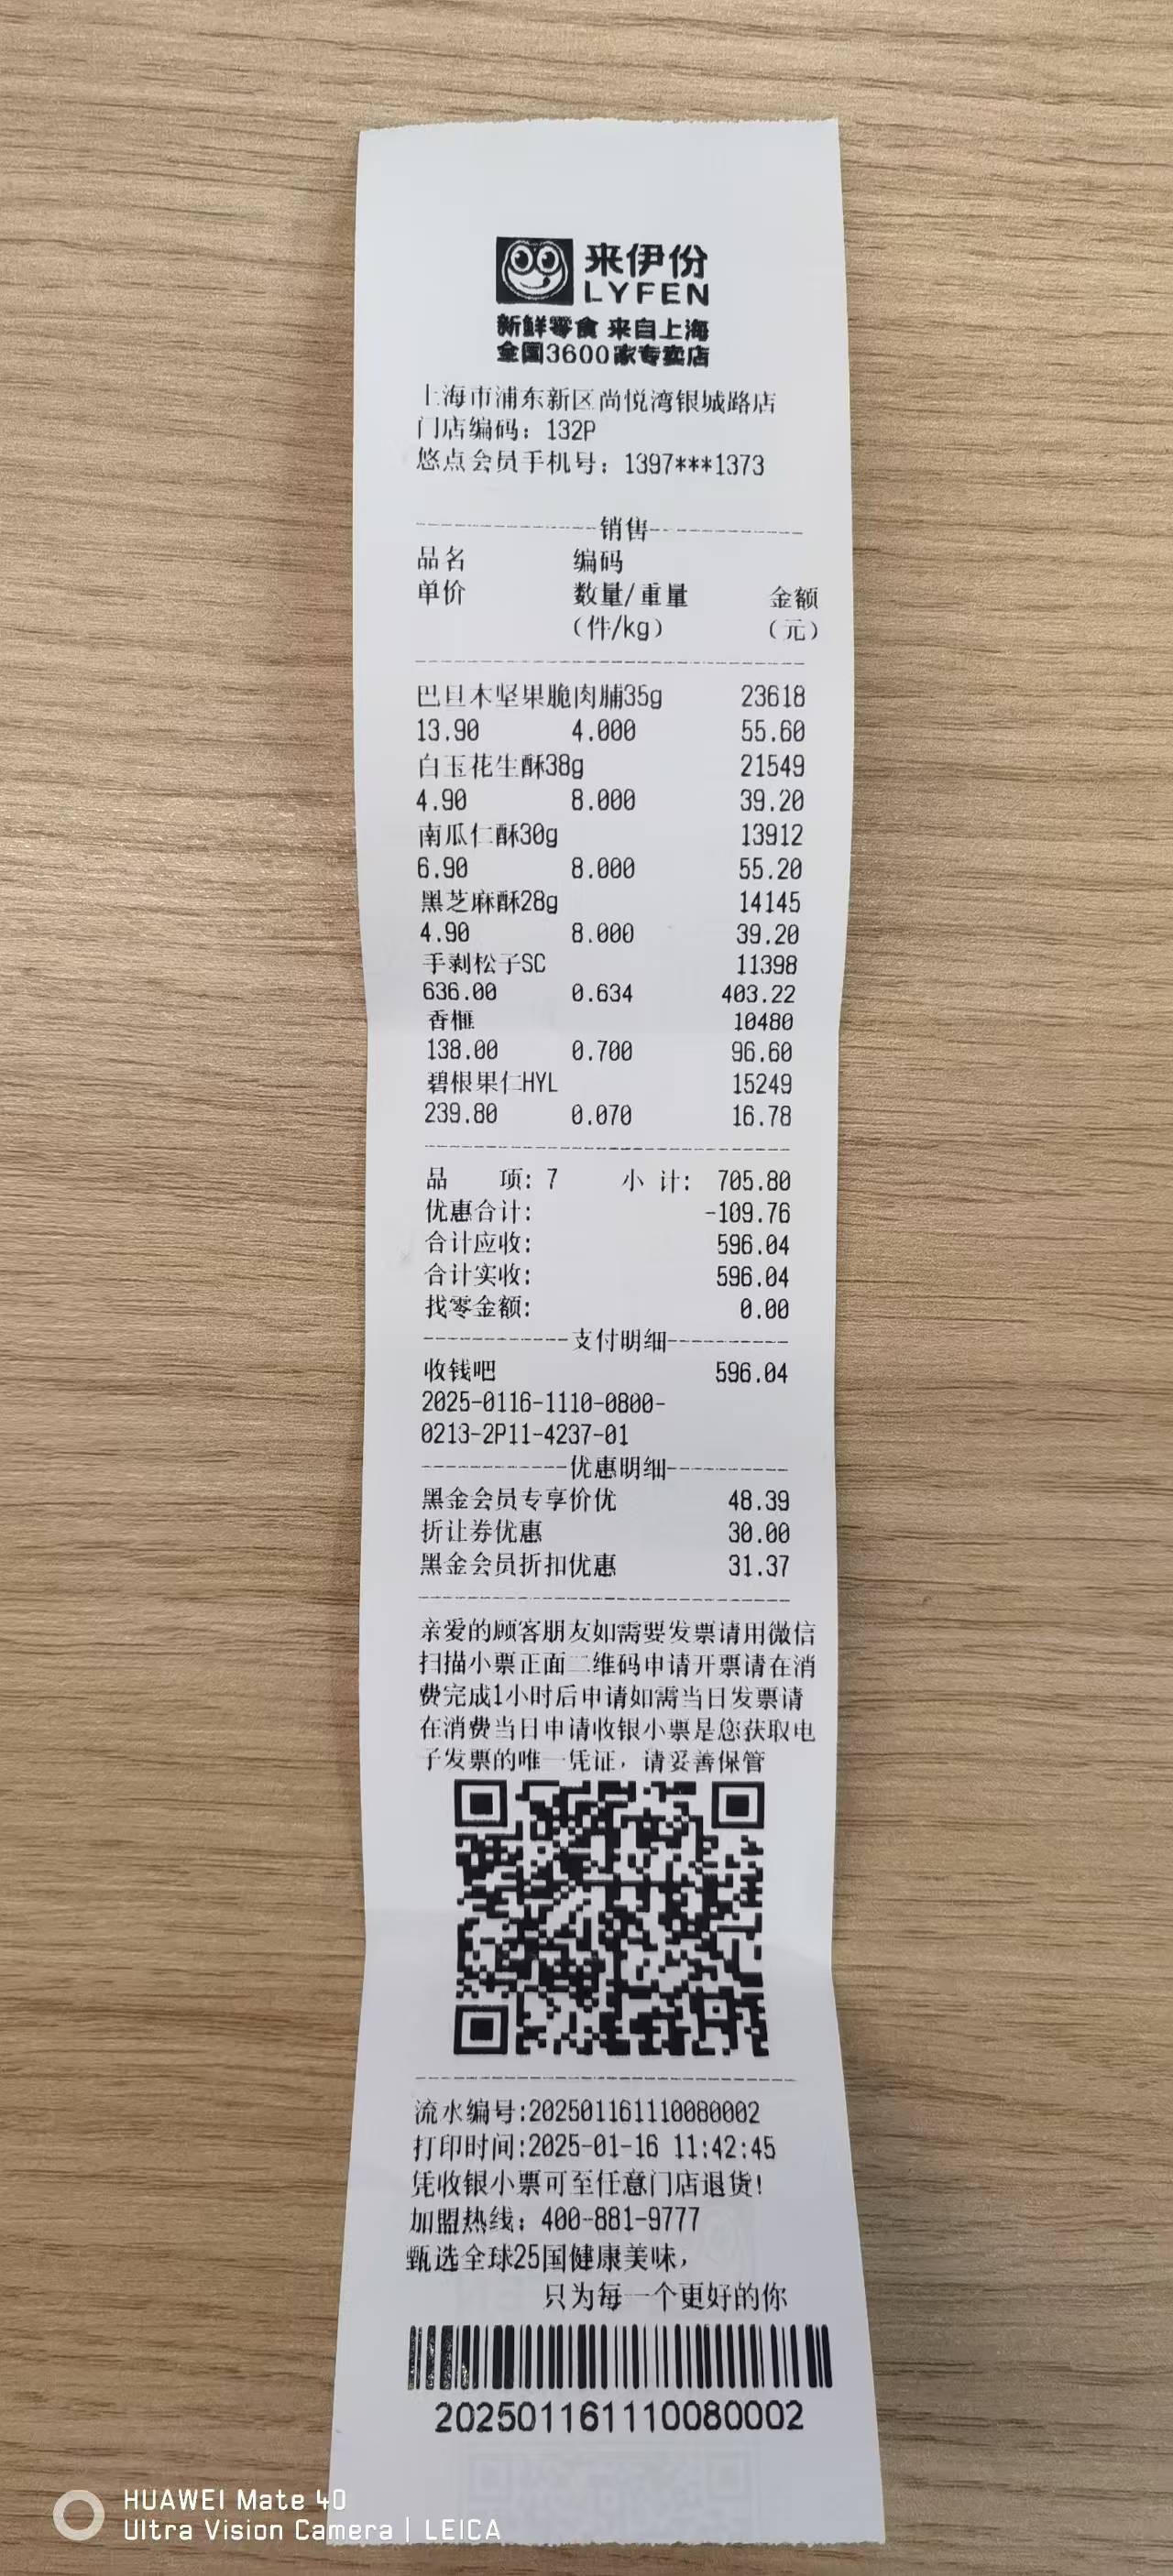 来伊份
LYFEN
新鲜零食 来自上海
全国3600家专卖店
上海市浦东新区尚悦湾银城路店
门店编码：132P
悠点会员手机号：1397***1373
---------------销售-------------
品名 编码
单价 数量/重量 金额
（件/kg） （元）
--------------------------------
巴旦木坚果脆肉脯35g 23618
13.90 4.000 55.60
白玉花生酥38g 21549
4.90 8.000 39.20
南瓜仁酥30g 13912
6.90 8.000 55.20
黑芝麻酥28g 14145
4.90 8.000 39.20
手剥松子SC 11398
636.00 0.634 403.22
香榧 10480
138.00 0.700 96.60
碧根果仁HYL 15249
239.80 0.070 16.78
--------------------------------
品 项: 7 小 计: 705.80
优惠合计: -109.76
合计应收: 596.04
合计实收: 596.04
找零金额: 0.00
------------支付明细----------
收钱吧 596.04
2025-0116-1110-0800-
0213-2P11-4237-01
------------优惠明细----------
黑金会员专享价优 48.39
折让券优惠 30.00
黑金会员折扣优惠 31.37
--------------------------------
亲爱的顾客朋友如需要发票请用微信
扫描小票正面二维码申请开票请在消
费完成1小时后申请如需当日发票请
在消费当日申请收银小票是您获取电
子发票的唯一凭证，请妥善保管
--------------------------------
流水编号:202501161110080002
打印时间:2025-01-16 11:42:45
凭收银小票可至任意门店退货!
加盟热线：400-881-9777
甄选全球25国健康美味，
只为每一个更好的你
202501161110080002
HUAWEI Mate 40
Ultra Vision Camera | LEICA